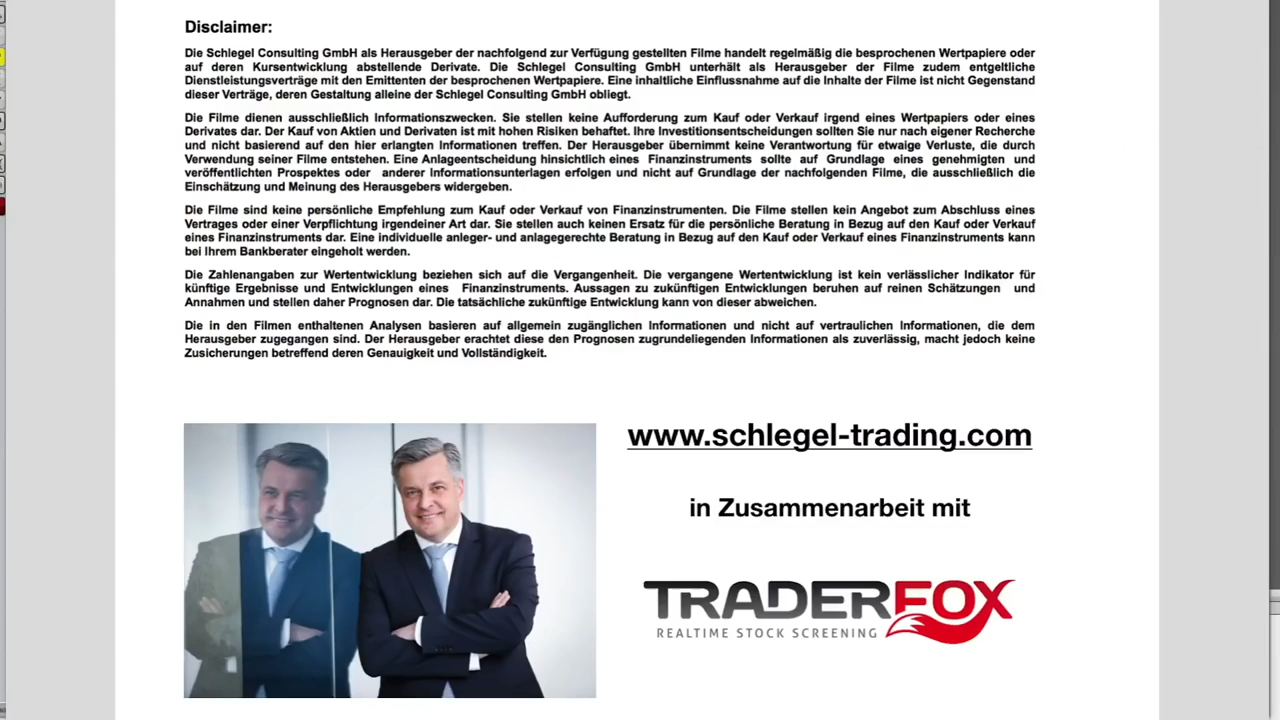 Disclaimer:
Die Schlegel Consulting GmbH als Herausgeber der nachfolgend zur Verfügung gestellten Filme handelt regelmäßig die besprochenen Wertpapiere oder
auf deren Kursentwicklung abstellende Derivate. Die Schlegel Consulting GmbH unterhält als Herausgeber der Filme zudem entgeltliche
Dienstleistungsverträge mit den Emittenten der besprochenen Wertpapiere. Eine inhaltliche Einflussnahme auf die Inhalte der Filme ist nicht Gegenstand
dieser Verträge, deren Gestaltung alleine der Schlegel Consulting GmbH obliegt.
Die Filme dienen ausschließlich Informationszwecken. Sie stellen keine Aufforderung zum Kauf oder Verkauf irgend eines Wertpapiers oder eines
Derivates dar. Der Kauf von Aktien und Derivaten ist mit hohen Risiken behaftet. Ihre Investitionsentscheidungen sollten Sie nur nach eigener Recherche
und nicht basierend auf den hier erlangten Informationen treffen. Der Herausgeber übernimmt keine Verantwortung für etwaige Verluste, die durch
Verwendung seiner Filme entstehen. Eine Anlageentscheidung hinsichtlich eines Finanzinstruments sollte auf Grundlage eines genehmigten und
veröffentlichten Prospektes oder anderer Informationsunterlagen erfolgen und nicht auf Grundlage der nachfolgenden Filme, die ausschließlich die
Einschätzung und Meinung des Herausgebers widergeben.
Die Filme sind keine persönliche Empfehlung zum Kauf oder Verkauf von Finanzinstrumenten. Die Filme stellen kein Angebot zum Abschluss eines
Vertrages oder einer Verpflichtung irgendeiner Art dar. Sie stellen auch keinen Ersatz für die persönliche Beratung in Bezug auf den Kauf oder Verkauf
eines Finanzinstruments dar. Eine individuelle anleger- und anlagegerechte Beratung in Bezug auf den Kauf oder Verkauf eines Finanzinstruments kann
bei Ihrem Bankberater eingeholt werden.
Die Zahlenangaben zur Wertentwicklung beziehen sich auf die Vergangenheit. Die vergangene Wertentwicklung ist kein verlässlicher Indikator für
künftige Ergebnisse und Entwicklungen eines Finanzinstruments. Aussagen zu zukünftigen Entwicklungen beruhen auf reinen Schätzungen und
Annahmen und stellen daher Prognosen dar. Die tatsächliche zukünftige Entwicklung kann von dieser abweichen.
Die in den Filmen enthaltenen Analysen basieren auf allgemein zugänglichen Informationen und nicht auf vertraulichen Informationen, die dem
Herausgeber zugegangen sind. Der Herausgeber erachtet diese den Prognosen zugrundeliegenden Informationen als zuverlässig, macht jedoch keine
Zusicherungen betreffend deren Genauigkeit und Vollständigkeit.
www.schlegel-trading.com
in Zusammenarbeit mit
TRADERFOX
REALTIME STOCK SCREENING